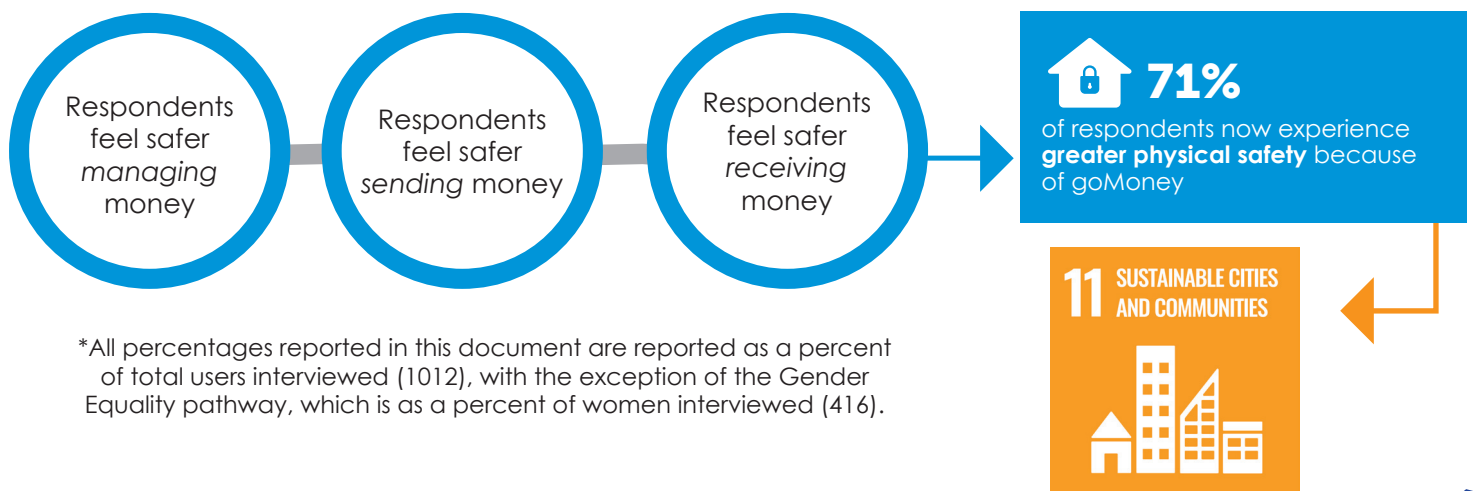 Respondents
feel safer
managing
money
Respondents
feel safer
sending money
Respondents
feel safer
receiving
money
71%
of respondents now experience
greater physical safety because
of goMoney
11 SUSTAINABLE CITIES
AND COMMUNITIES
*All percentages reported in this document are reported as a percent
of total users interviewed (1012), with the exception of the Gender
Equality pathway, which is as a percent of women interviewed (416).